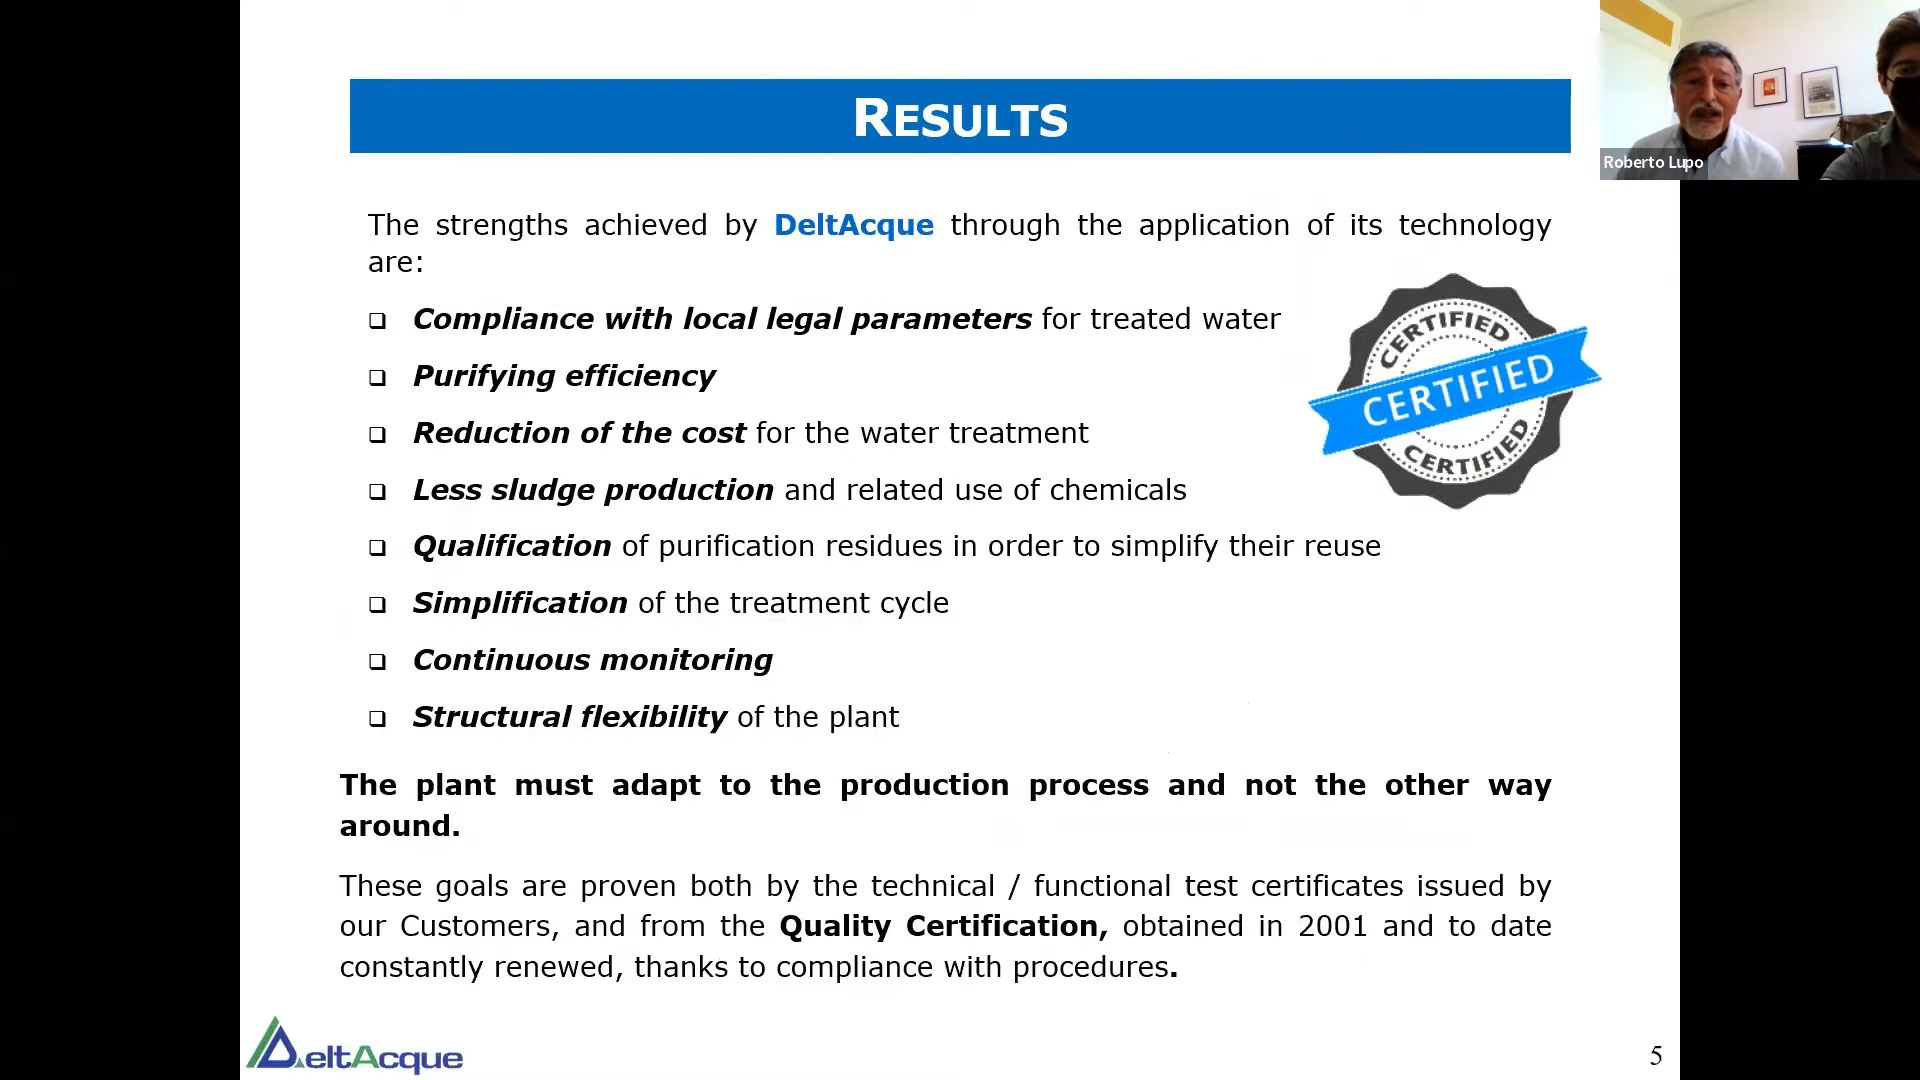 RESULTS
Roberto Lupo
The strengths achieved by DeltAcque through the application of its technology
are:
❑ Compliance with local legal parameters for treated water
❑ Purifying efficiency
❑ Reduction of the cost for the water treatment
❑ Less sludge production and related use of chemicals
❑ Qualification of purification residues in order to simplify their reuse
❑ Simplification of the treatment cycle
❑ Continuous monitoring
❑ Structural flexibility of the plant
CERTIFIED
CERTIFIED
CERTIFIED
The plant must adapt to the production process and not the other way
around.
These goals are proven both by the technical / functional test certificates issued by
our Customers, and from the Quality Certification, obtained in 2001 and to date
constantly renewed, thanks to compliance with procedures.
DeltAcque
5